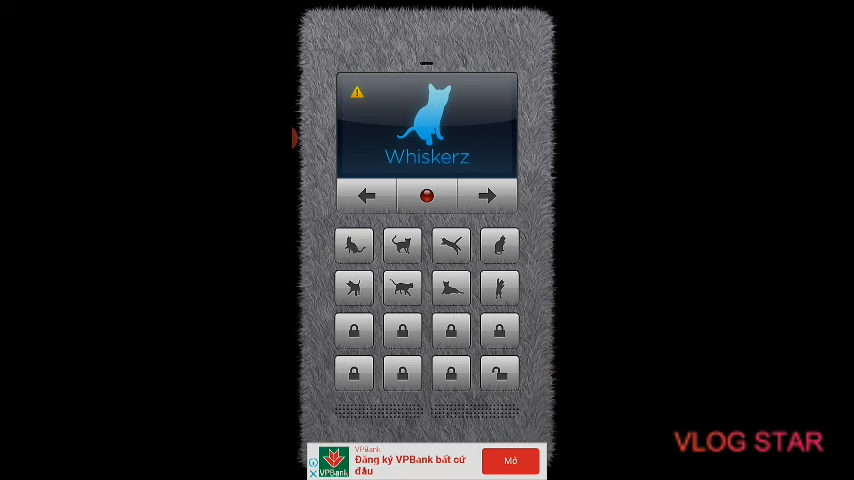 Whiskerz
VLOG STAR
VPBank
Đăng ký VPBank bất cứ
đâu
VPBank
Mở